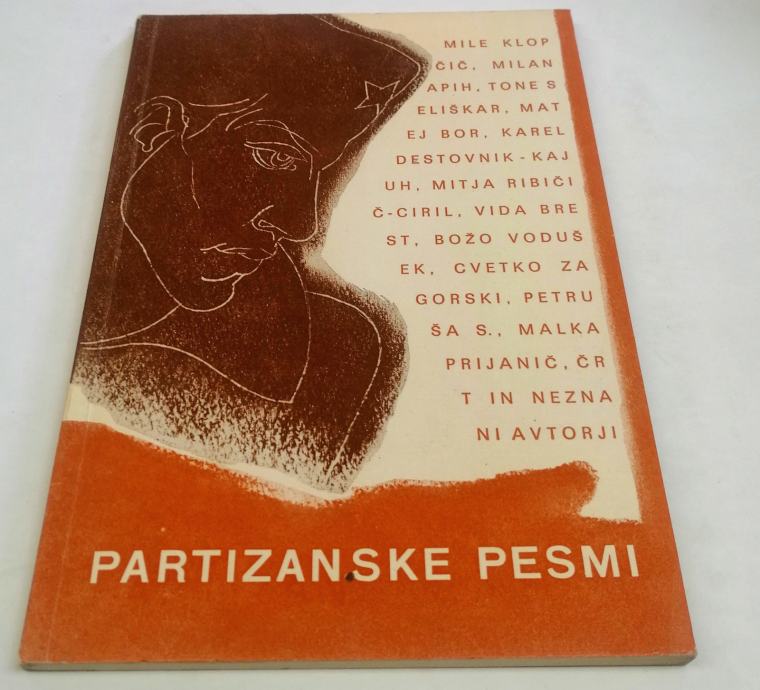 MILE KLOP
ČIČ, MILAN
APIH, TONE S
ELIŠKAR, MAT
EJ BOR, KAREL
DESTOVNIK-KAJ
UH, MITJA RIBIČI
Č-CIRIL, VIDA BRE
ST, BOŽO VODUŠ
EK, CVETKO ZA
GORSKI, PETRU
ŠA S., MALKA
PRIJANIČ, ČR
T IN NEZNA
NI AVTORJI
PARTIZANSKE PESMI